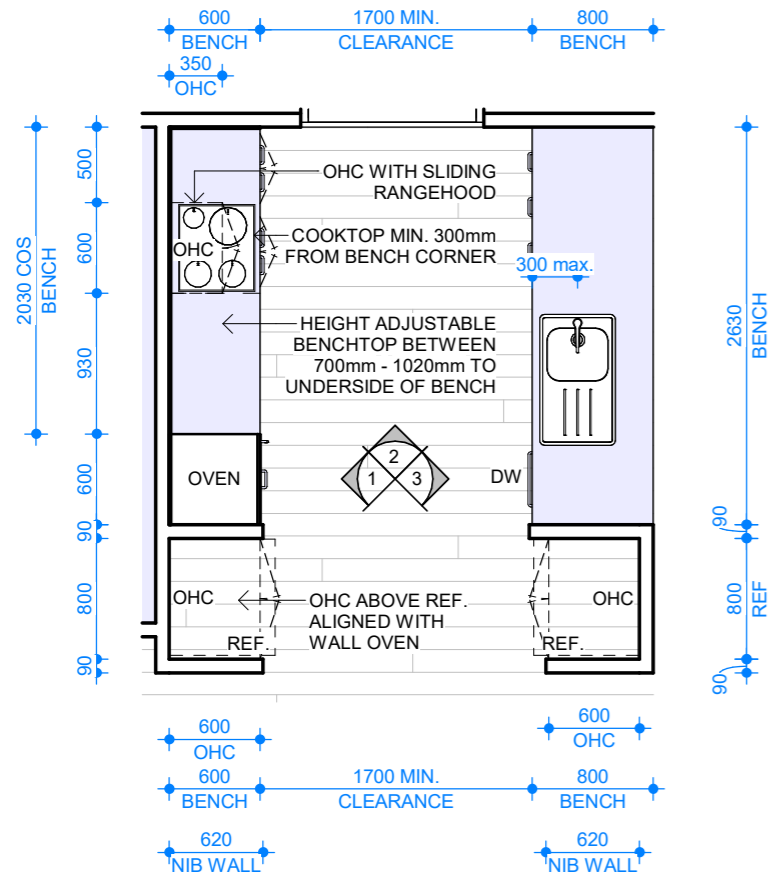 600
BENCH
1700 MIN.
CLEARANCE
800
BENCH
350
OHC
500
600
930
600
90
800
90
2030 COS
BENCH
OHC WITH SLIDING
RANGEHOOD
OHC
COOKTOP MIN. 300mm
FROM BENCH CORNER
300 max.
HEIGHT ADJUSTABLE
BENCHTOP BETWEEN
700mm - 1020mm TO
UNDERSIDE OF BENCH
2630
BENCH
OVEN
1
2
3
DW
90
800
REF
90
OHC
OHC ABOVE REF.
ALIGNED WITH
WALL OVEN
OHC
REF.
REF.
600
OHC
600
OHC
600
BENCH
1700 MIN.
CLEARANCE
800
BENCH
620
NIB WALL
620
NIB WALL